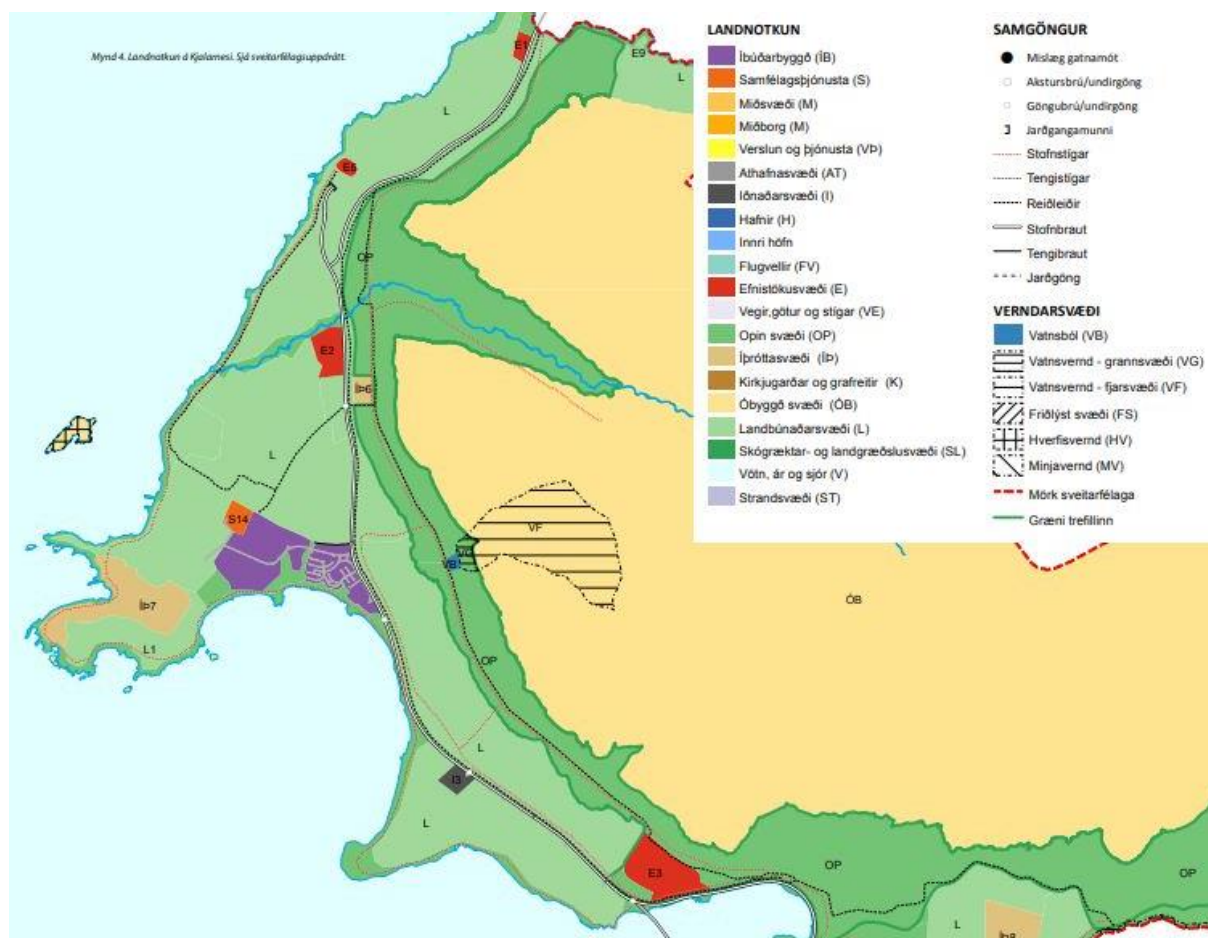 Mynd 4. Landnotkun á Kjalarnesi. Sjá sveitarfélagsuppdrátt.
LANDNOTKUN
Íbúðarbyggð (ÍB)
Samfélagsþjónusta (S)
Miðsvæði (M)
Miðborg (M)
Verslun og þjónusta (VÞ)
Athafnasvæði (AT)
Iðnaðarsvæði (I)
Hafnir (H)
Innri höfn
Flugvellir (FV)
Efnistökusvæði (E)
Vegir,götur og stígar (VE)
Opin svæði (OP)
Íþróttasvæði (ÍÞ)
Kirkjugarðar og grafreitir (K)
Óbyggð svæði (ÓB)
Landbúnaðarsvæði (L)
Skógræktar- og landgræðslusvæði (SL)
Vötn, ár og sjór (V)
Strandsvæði (ST)
SAMGÖNGUR
Mislæg gatnamót
Akstursbrú/undirgöng
Göngubrú/undirgöng
Jarðgangamunni
Stofnstígar
Tengistígar
Reiðleiðir
Stofnbraut
Tengibraut
Jarðgöng
VERNDARSVÆÐI
Vatnsból (VB)
Vatnsvernd - grannsvæði (VG)
Vatnsvernd - fjarsvæði (VF)
Friðlýst svæði (FS)
Hverfisvernd (HV)
Minjavernd (MV)
Mörk sveitarfélaga
Græni trefillinn
E1
E9
L
L
E5
OP
E2
ÍÞ6
L
S14
VF
VG
VB
ÍÞ7
ÓB
L1
OP
L
I3
L
E3
OP
OP
L
ÍÞ8